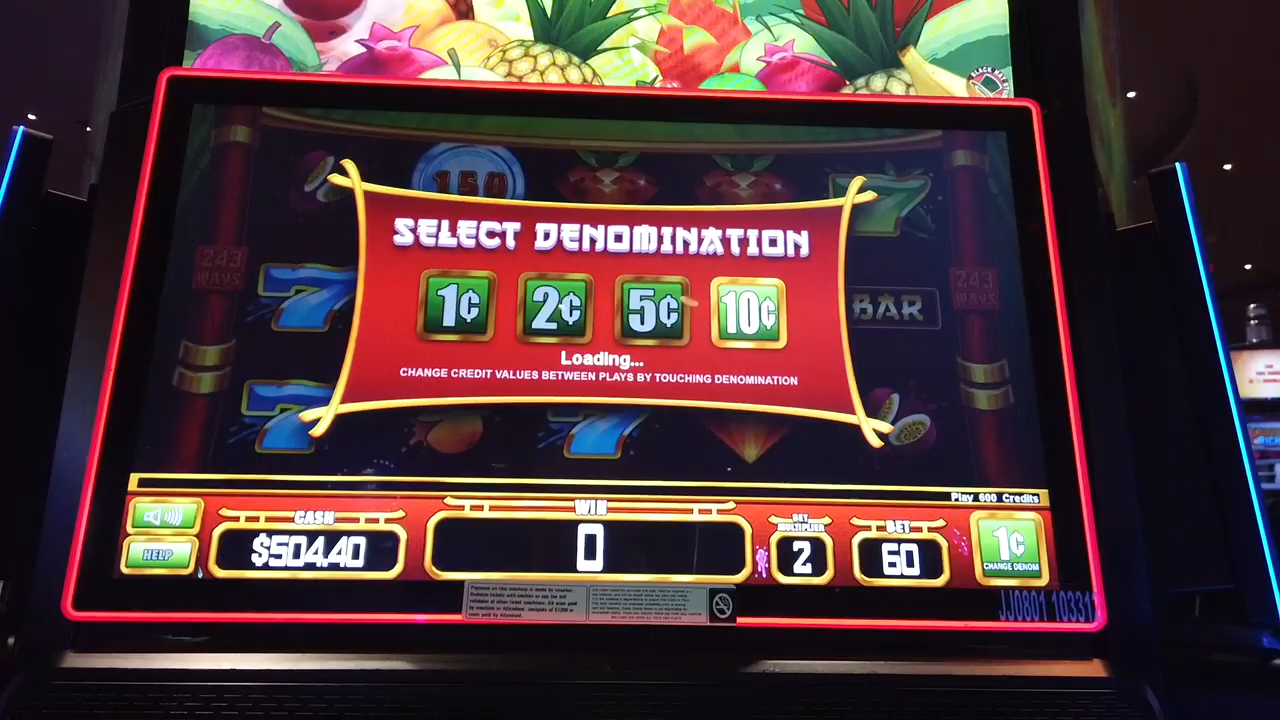 BLACK HAT
150
SELECT DENOMINATION
243
WAYS
243
WAYS
1¢ 2¢ 5¢ 10¢
BAR
Loading...
CHANGE CREDIT VALUES BETWEEN PLAYS BY TOUCHING DENOMINATION
Play 600 Credits
CASH
WIN
BET
MULTIPLIER
BET
HELP
$504.40
0
2
60
1¢
CHANGE DENOM
JJ0801 10331